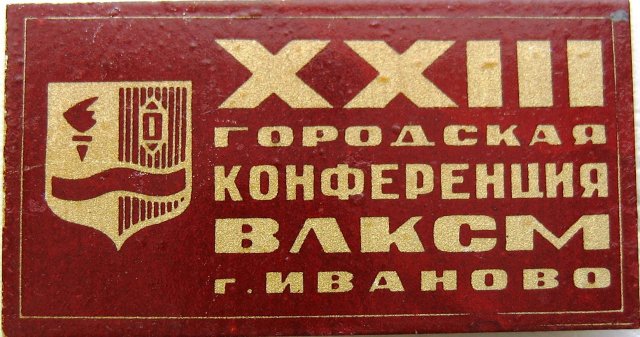 XXIII
ГОРОДСКАЯ
КОНФЕРЕНЦИЯ
ВЛКСМ
г. ИВАНОВО